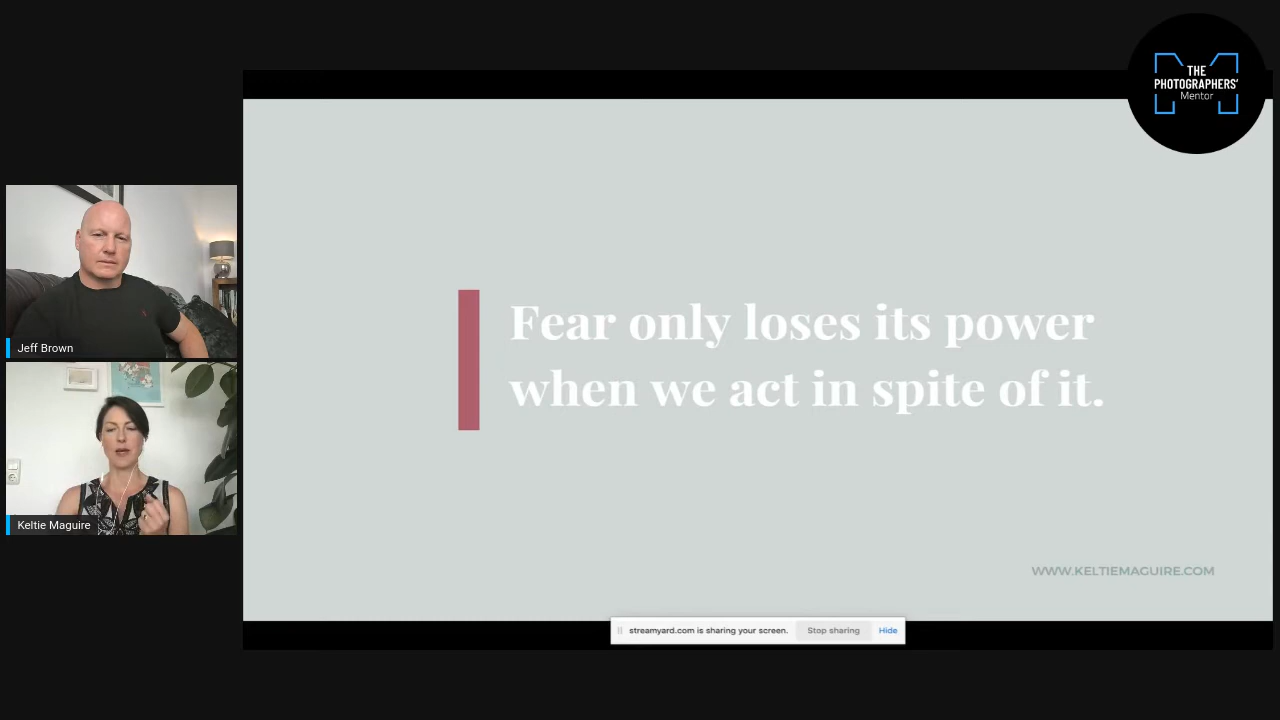 THE
PHOTOGRAPHERS'
Mentor
Jeff Brown
Keltie Maguire
Fear only loses its power
when we act in spite of it.
WWW.KELTIEMAGUIRE.COM
streamyard.com is sharing your screen. Stop sharing Hide